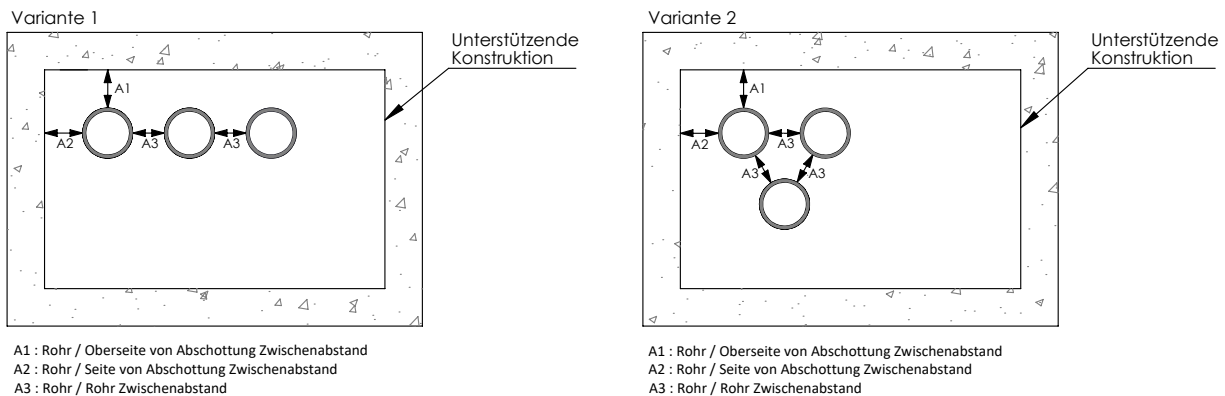 Variante 1
Unterstützende
Konstruktion
A1
A2
A3
A3
A1 : Rohr / Oberseite von Abschottung Zwischenabstand
A2 : Rohr / Seite von Abschottung Zwischenabstand
A3 : Rohr / Rohr Zwischenabstand
Variante 2
Unterstützende
Konstruktion
A1
A2
A3
A3
A3
A1 : Rohr / Oberseite von Abschottung Zwischenabstand
A2 : Rohr / Seite von Abschottung Zwischenabstand
A3 : Rohr / Rohr Zwischenabstand